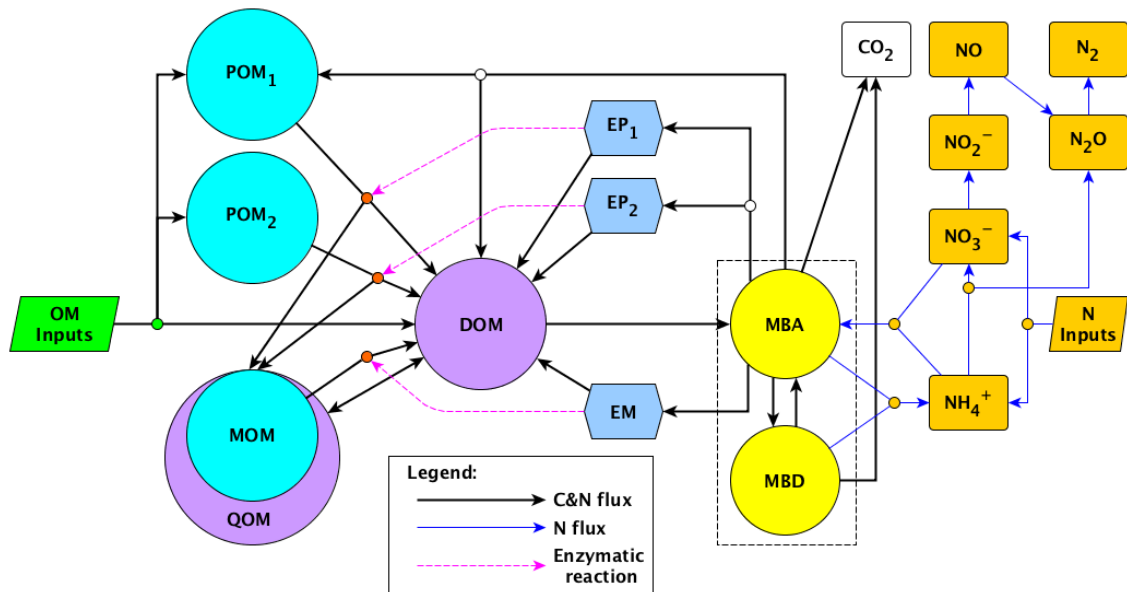 POM₁
CO₂
NO
N₂
EP₁
NO₂⁻
N₂O
POM₂
EP₂
NO₃⁻
OM
Inputs
DOM
MBA
N
Inputs
MOM
EM
NH₄⁺
QOM
MBD
Legend:
C&N flux
N flux
Enzymatic
reaction